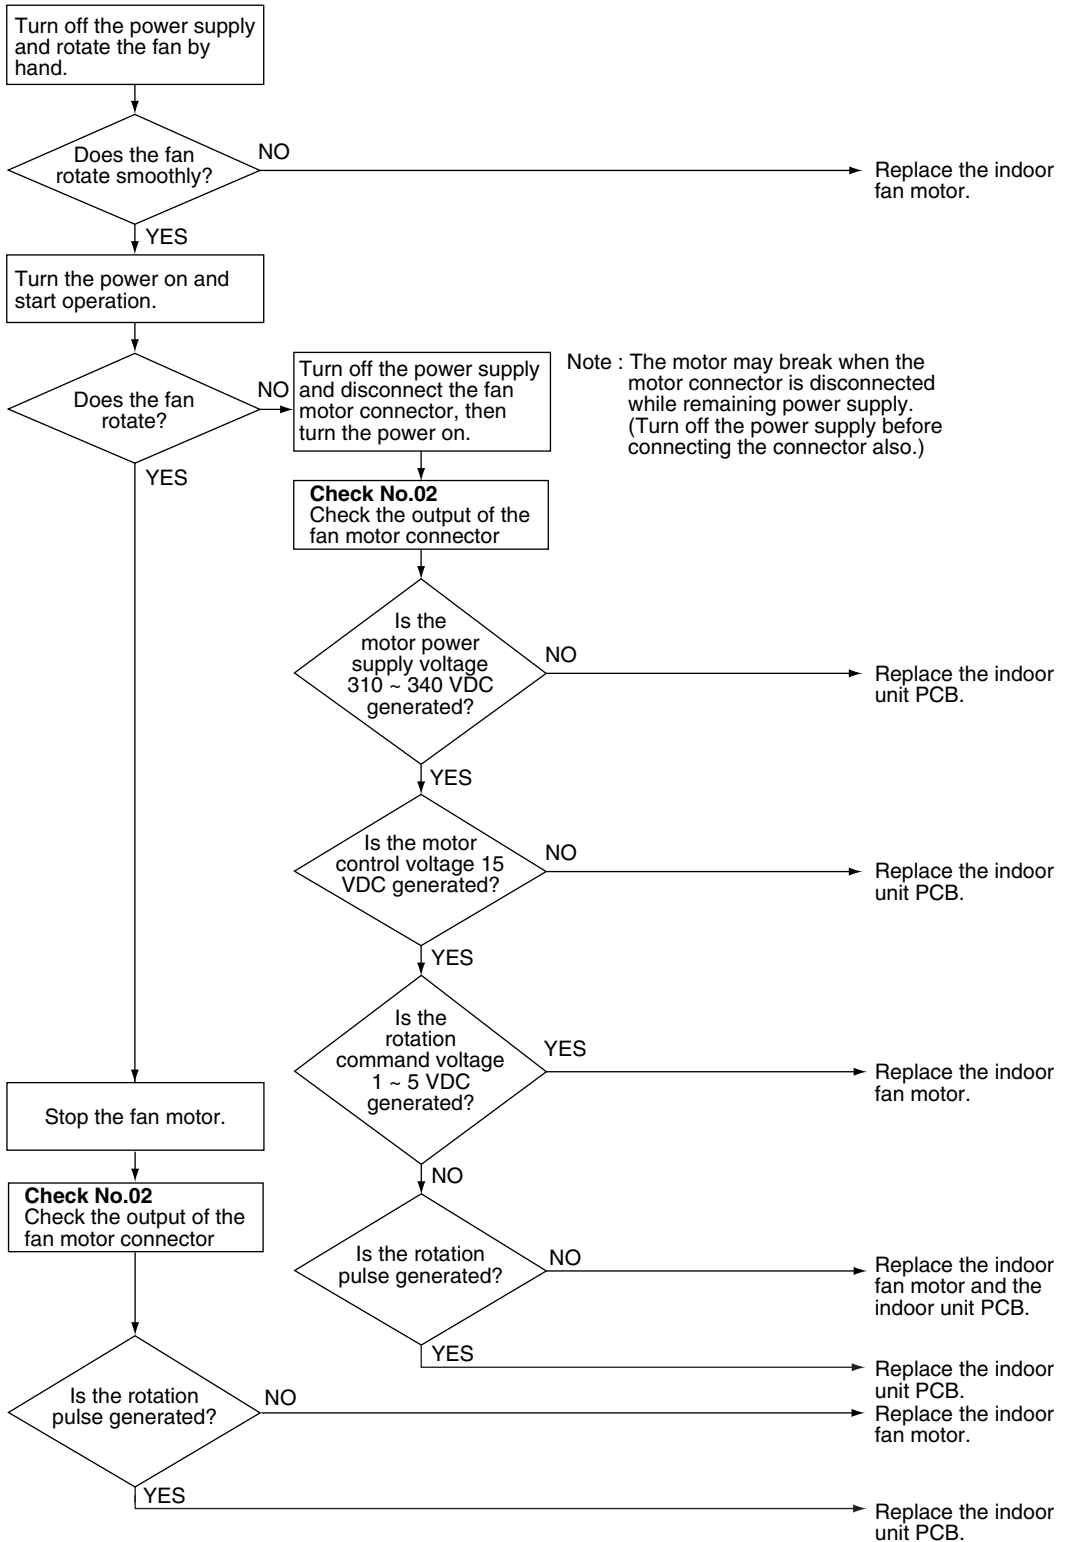 Turn off the power supply
and rotate the fan by
hand.
Does the fan
rotate smoothly?
NO
Replace the indoor
fan motor.
YES
Turn the power on and
start operation.
Does the fan
rotate?
NO
Turn off the power supply
and disconnect the fan
motor connector, then
turn the power on.
Note : The motor may break when the
motor connector is disconnected
while remaining power supply.
(Turn off the power supply before
connecting the connector also.)
YES
Check No.02
Check the output of the
fan motor connector
Is the
motor power
supply voltage
310 ~ 340 VDC
generated?
NO
Replace the indoor
unit PCB.
YES
Is the motor
control voltage 15
VDC generated?
NO
Replace the indoor
unit PCB.
YES
Is the
rotation
command voltage
1 ~ 5 VDC
generated?
YES
Replace the indoor
fan motor.
NO
Stop the fan motor.
Check No.02
Check the output of the
fan motor connector
Is the rotation
pulse generated?
NO
Replace the indoor
fan motor and the
indoor unit PCB.
YES
Replace the indoor
unit PCB.
Is the rotation
pulse generated?
NO
Replace the indoor
fan motor.
YES
Replace the indoor
unit PCB.